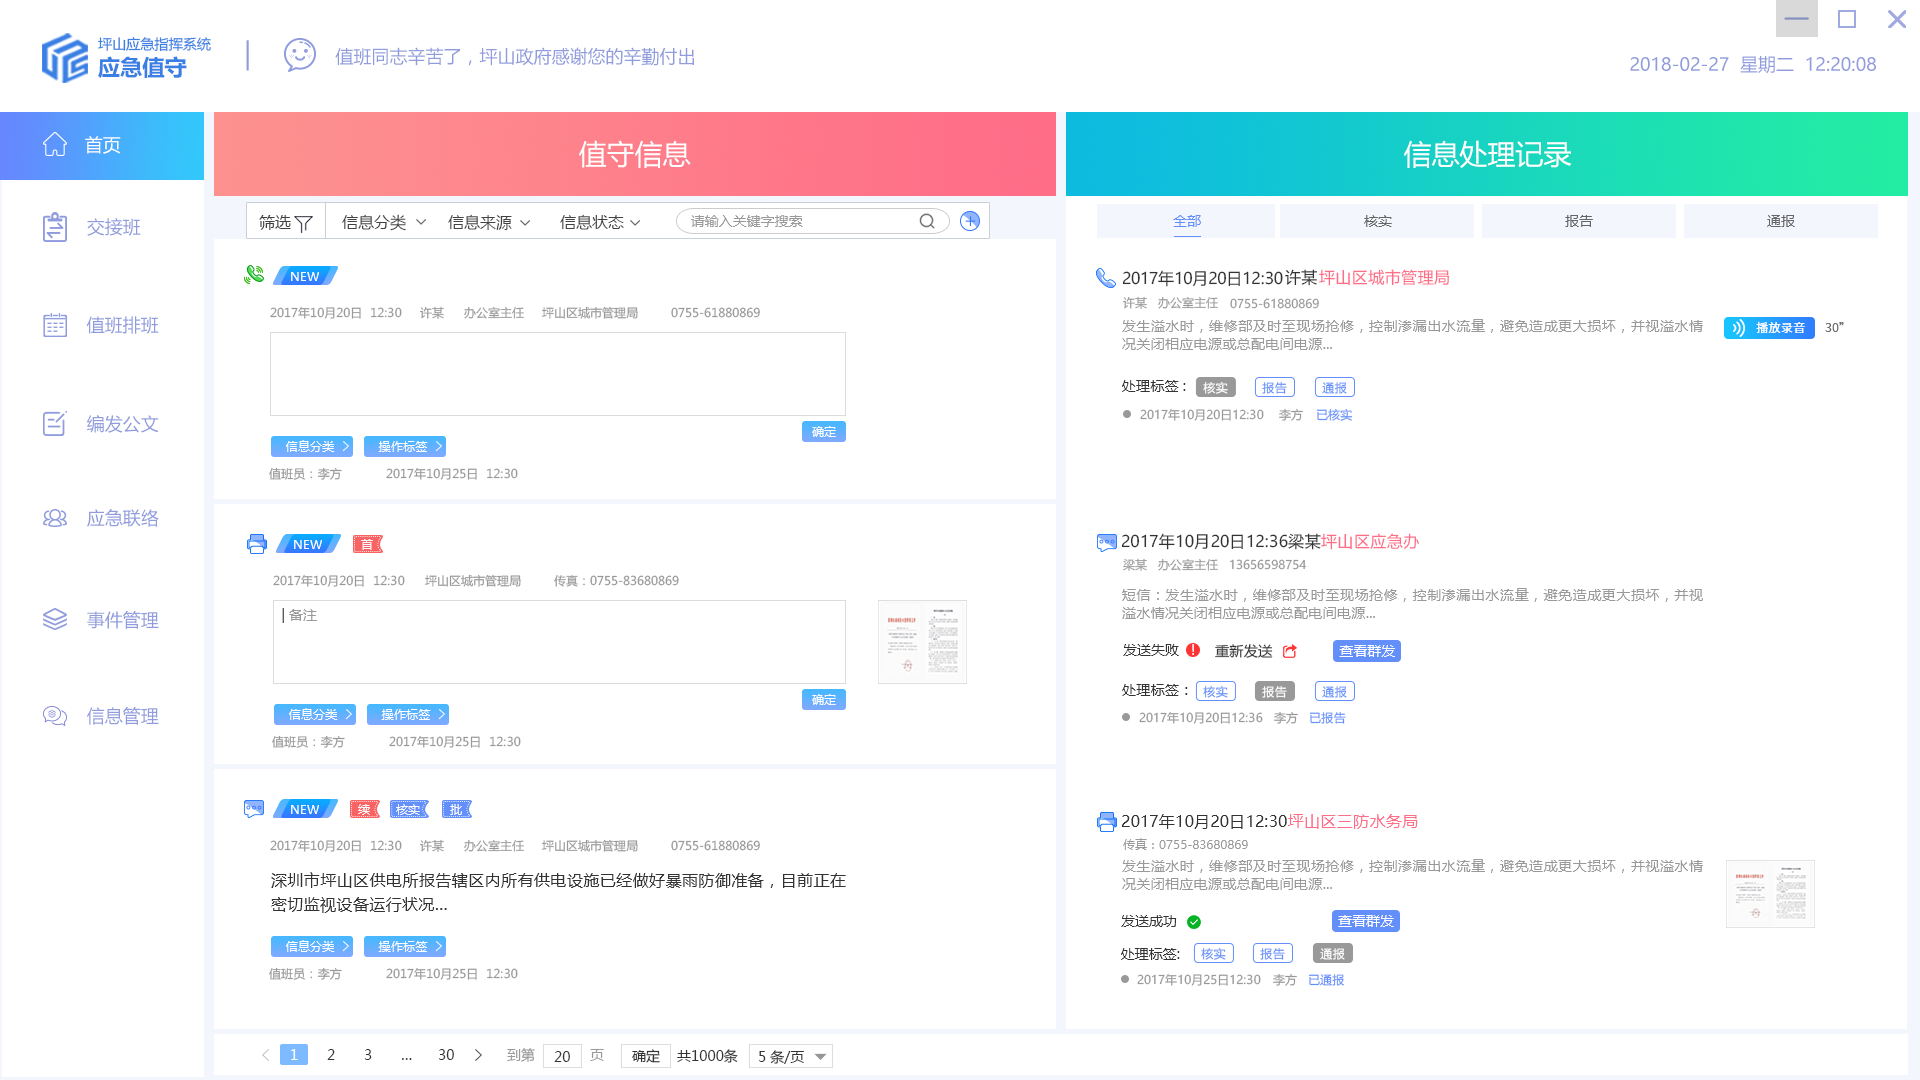 坪山应急指挥系统
应急值守
值班同志辛苦了，坪山政府感谢您的辛勤付出
2018-02-27 星期二 12:20:08
首页
交接班
值班排班
编发公文
应急联络
事件管理
信息管理
值守信息
筛选 信息分类 信息来源 信息状态 请输入关键字搜索
NEW
2017年10月20日 12:30 许某 办公室主任 坪山区城市管理局 0755-61880869
确定
信息分类 操作标签
值班员：李方 2017年10月25日 12:30
NEW 首
2017年10月20日 12:30 坪山区城市管理局 传真：0755-83680869
备注
确定
信息分类 操作标签
值班员：李方 2017年10月25日 12:30
NEW 续 核实 批
2017年10月20日 12:30 许某 办公室主任 坪山区城市管理局 0755-61880869
深圳市坪山区供电所报告辖区内所有供电设施已经做好暴雨防御准备，目前正在
密切监视设备运行状况...
信息分类 操作标签
值班员：李方 2017年10月25日 12:30
1 2 3 ... 30 到第 20 页 确定 共1000条 5 条/页
信息处理记录
全部 核实 报告 通报
2017年10月20日12:30许某坪山区城市管理局
许某 办公室主任 0755-61880869
发生溢水时，维修部及时至现场抢修，控制渗漏出水流量，避免造成更大损坏，并视溢水情
况关闭相应电源或总配电间电源...
播放录音 30”
处理标签： 核实 报告 通报
2017年10月20日12:30 李方 已核实
2017年10月20日12:36梁某坪山区应急办
梁某 办公室主任 13656598754
短信：发生溢水时，维修部及时至现场抢修，控制渗漏出水流量，避免造成更大损坏，并视
溢水情况关闭相应电源或总配电间电源...
发送失败 重新发送 查看群发
处理标签： 核实 报告 通报
2017年10月20日12:36 李方 已报告
2017年10月20日12:30坪山区三防水务局
传真：0755-83680869
发生溢水时，维修部及时至现场抢修，控制渗漏出水流量，避免造成更大损坏，并视溢水情
况关闭相应电源或总配电间电源...
发送成功 查看群发
处理标签: 核实 报告 通报
2017年10月25日12:30 李方 已通报